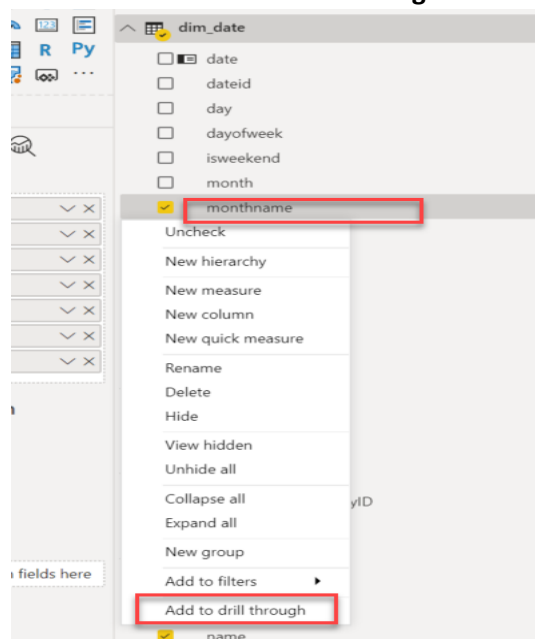 dim_date
123
R Py
...
date
dateid
day
dayofweek
isweekend
month
monthname
Uncheck
New hierarchy
New measure
New column
New quick measure
Rename
Delete
Hide
View hidden
Unhide all
Collapse all
yID
Expand all
New group
fields here
Add to filters
Add to drill through
name